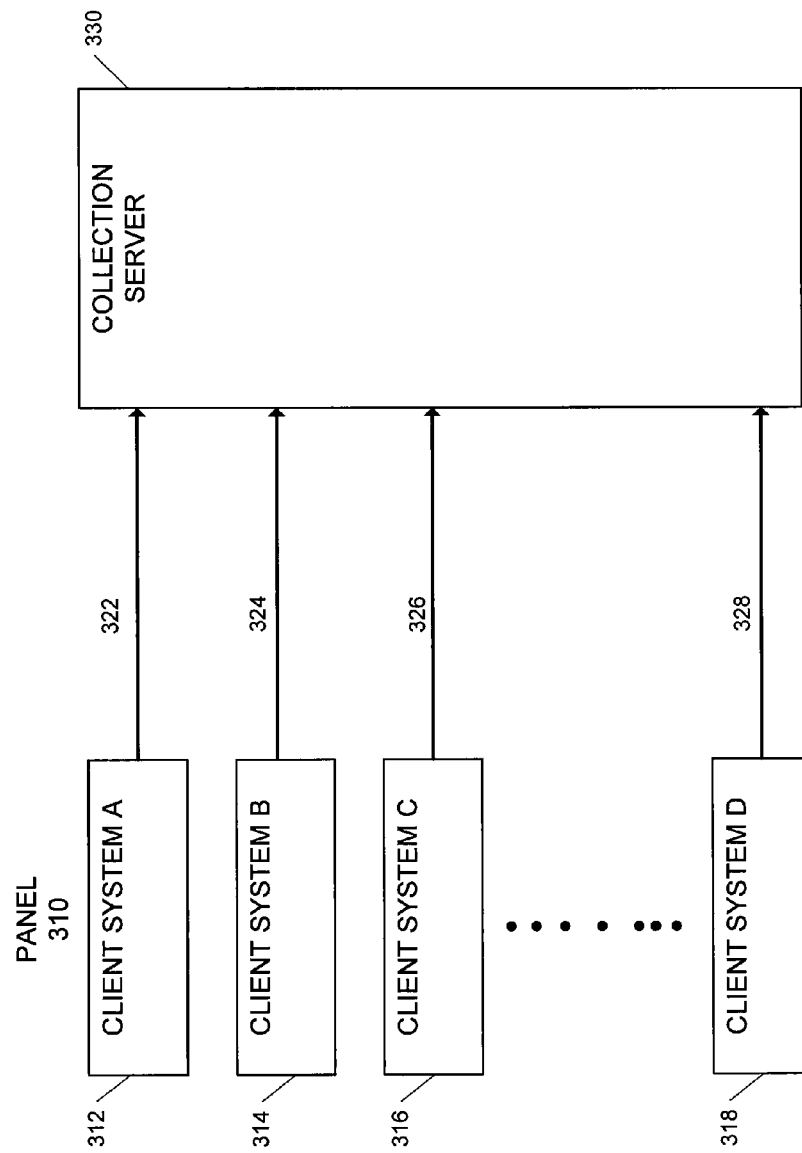 PANEL
310
CLIENT SYSTEM A
312
322
CLIENT SYSTEM B
314
324
CLIENT SYSTEM C
316
326
CLIENT SYSTEM D
318
328
COLLECTION
SERVER
330